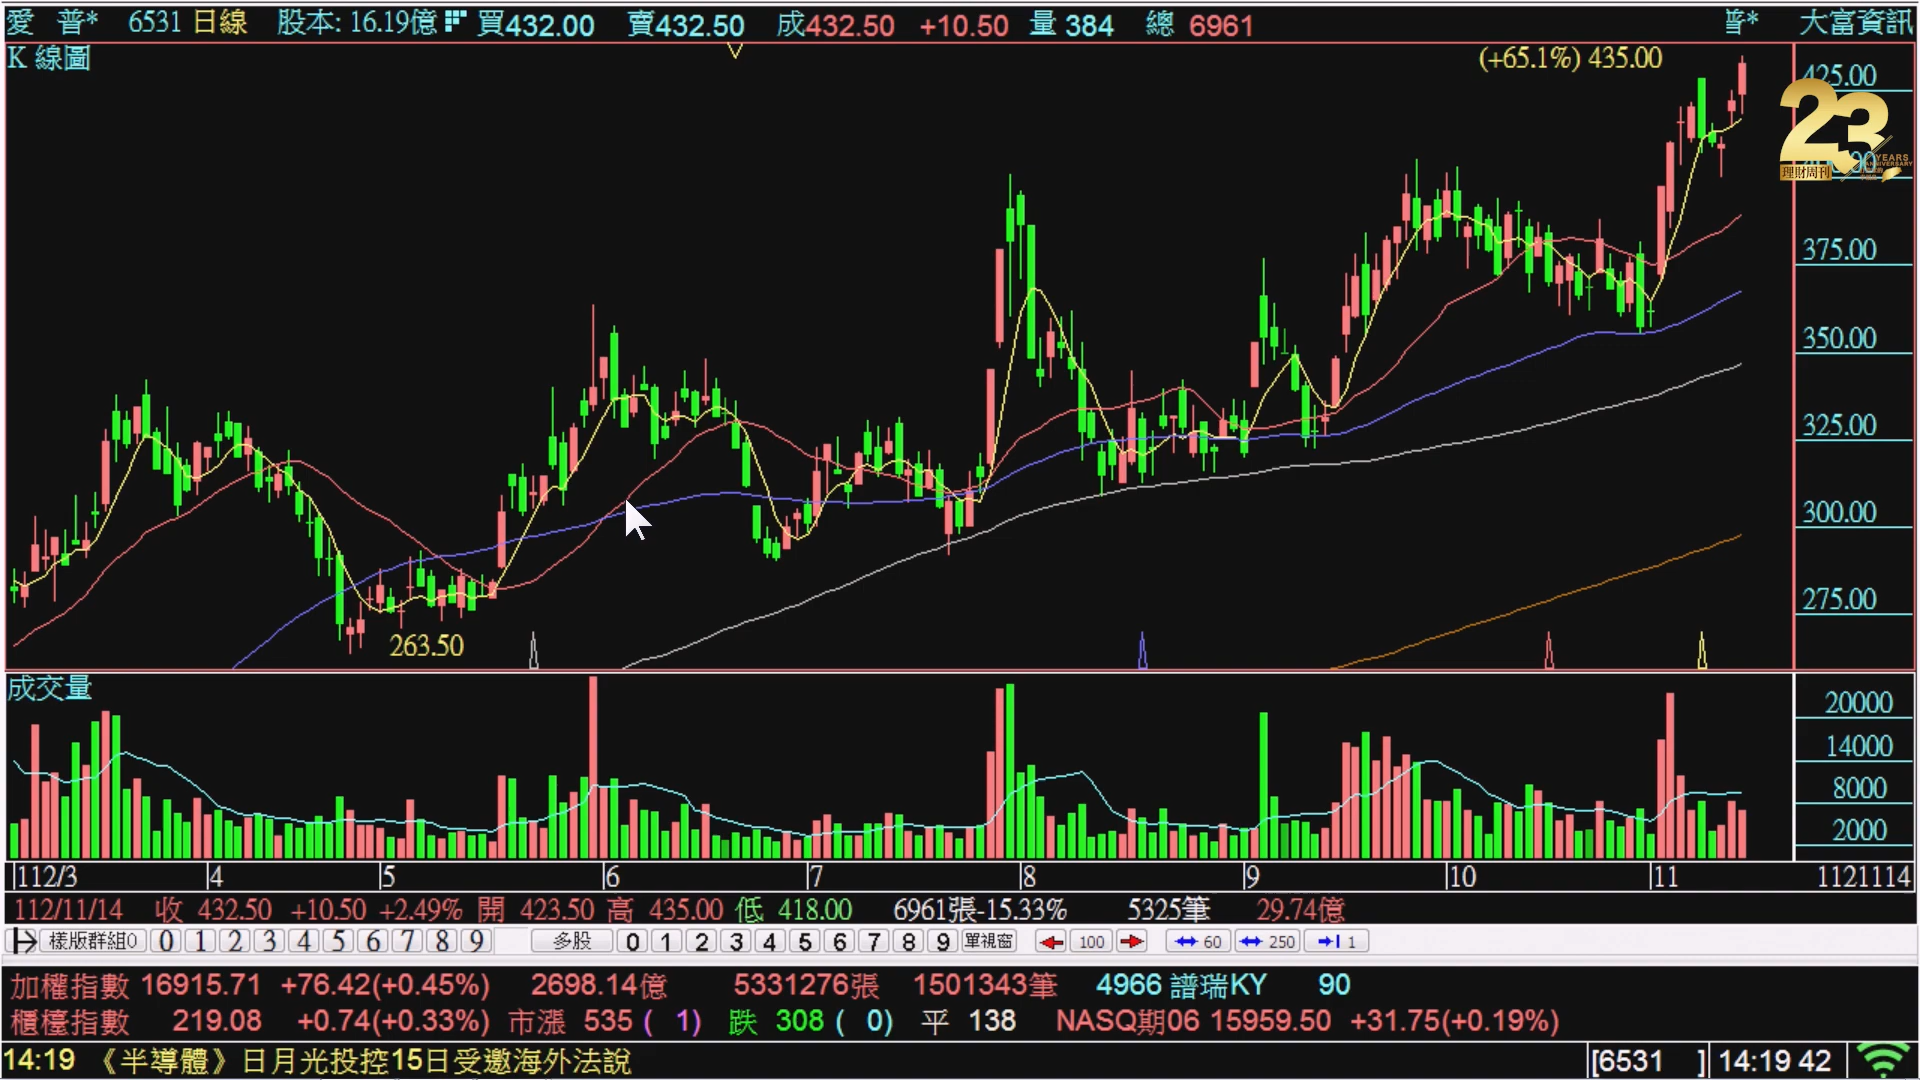 愛 普* 6531 日線 股本: 16.19億 買432.00 賣432.50 成432.50 +10.50 量 384 總 6961 普* 大富資訊
K 線圖
(+65.1%) 435.00
425.00
23
YEARS
ANNIVERSARY
理財周刊
375.00
350.00
325.00
300.00
275.00
263.50
成交量
20000
14000
8000
2000
112/3 4 5 6 7 8 9 10 11 1121114
112/11/14 收 432.50 +10.50 +2.49% 開 423.50 高 435.00 低 418.00 6961張-15.33% 5325筆 29.74億
樣版群組0 0 1 2 3 4 5 6 7 8 9 多股 0 1 2 3 4 5 6 7 8 9 單視窗 100 60 250 1
加權指數 16915.71 +76.42(+0.45%) 2698.14億 5331276張 1501343筆 4966 譜瑞KY 90
櫃檯指數 219.08 +0.74(+0.33%) 市漲 535 ( 1) 跌 308 ( 0) 平 138 NASQ期06 15959.50 +31.75(+0.19%)
14:19 《半導體》日月光投控15日受邀海外法說 [6531 ] 14:19 42